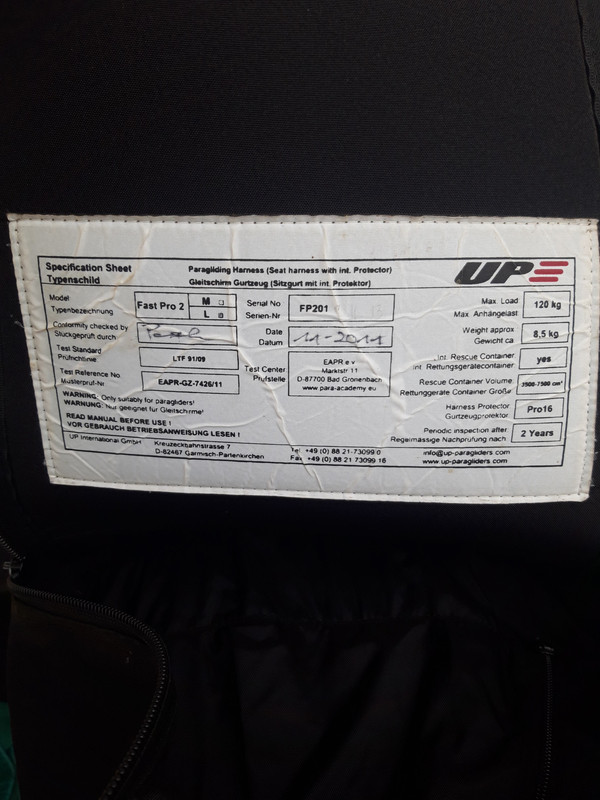 Specification Sheet
Typenschild
Paragliding Harness (Seat harness with int. Protector)
Gleitschirm Gurtzeug (Sitzgurt mit int. Protektor)
UP
Model
Typenbezeichnung
Fast Pro 2
M
L
Serial No
Serien-Nr
FP201
Max. Load
Max. Anhängelast
120 kg
Conformity checked by
Stückgeprüft durch
Date
Datum
11-2011
Weight approx
Gewicht ca
8,5 kg
Test Standard
Prüfrichtlinie
LTF 91/09
Test Center
Prüfstelle
EAPR e v
Marktstr 11
D-87700 Bad Gronenbach
www.para-academy.eu
Int. Rescue Container
int. Rettungsgerätecontainer
yes
Test Reference No.
Musterprüf-Nr
EAPR-GZ-7426/11
Rescue Container Volume
Rettungsgeräte Container Größe
3500-7500 cm³
WARNING: Only suitable for paragliders!
WARNUNG: Nur geeignet für Gleitschirme!
Harness Protector
Gurtzeugprotektor
Pro16
READ MANUAL BEFORE USE !
VOR GEBRAUCH BETRIEBSANWEISUNG LESEN !
Periodic inspection after
Regelmässige Nachprüfung nach
2 Years
UP International GmbH
Kreuzeckbahnstrasse 7
D-82467 Garmisch-Partenkirchen
Tel. +49 (0) 88 21-73099 0
Fax +49 (0) 88 21 73099 16
info@up-paragliders.com
www.up-paragliders.com